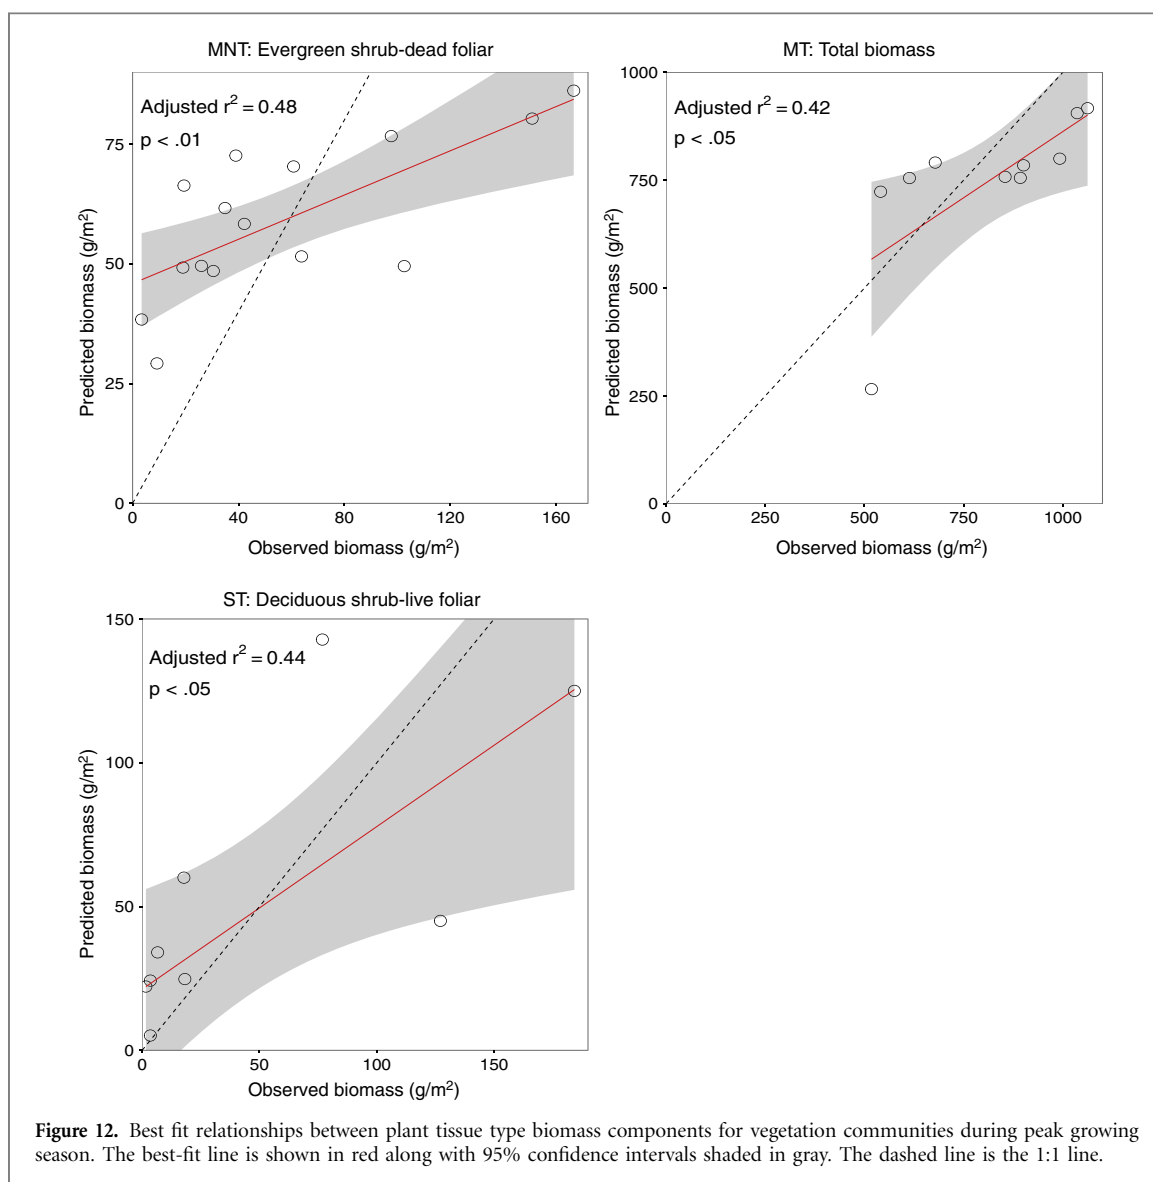 MNT: Evergreen shrub-dead foliar
Adjusted r² = 0.48
p < .01
Predicted biomass (g/m²)
75
50
25
0
0 40 80 120 160
Observed biomass (g/m²)
MT: Total biomass
Adjusted r² = 0.42
p < .05
Predicted biomass (g/m²)
1000
750
500
250
0
0 250 500 750 1000
Observed biomass (g/m²)
ST: Deciduous shrub-live foliar
Adjusted r² = 0.44
p < .05
Predicted biomass (g/m²)
150
100
50
0
0 50 100 150
Observed biomass (g/m²)
Figure 12. Best fit relationships between plant tissue type biomass components for vegetation communities during peak growing
season. The best-fit line is shown in red along with 95% confidence intervals shaded in gray. The dashed line is the 1:1 line.